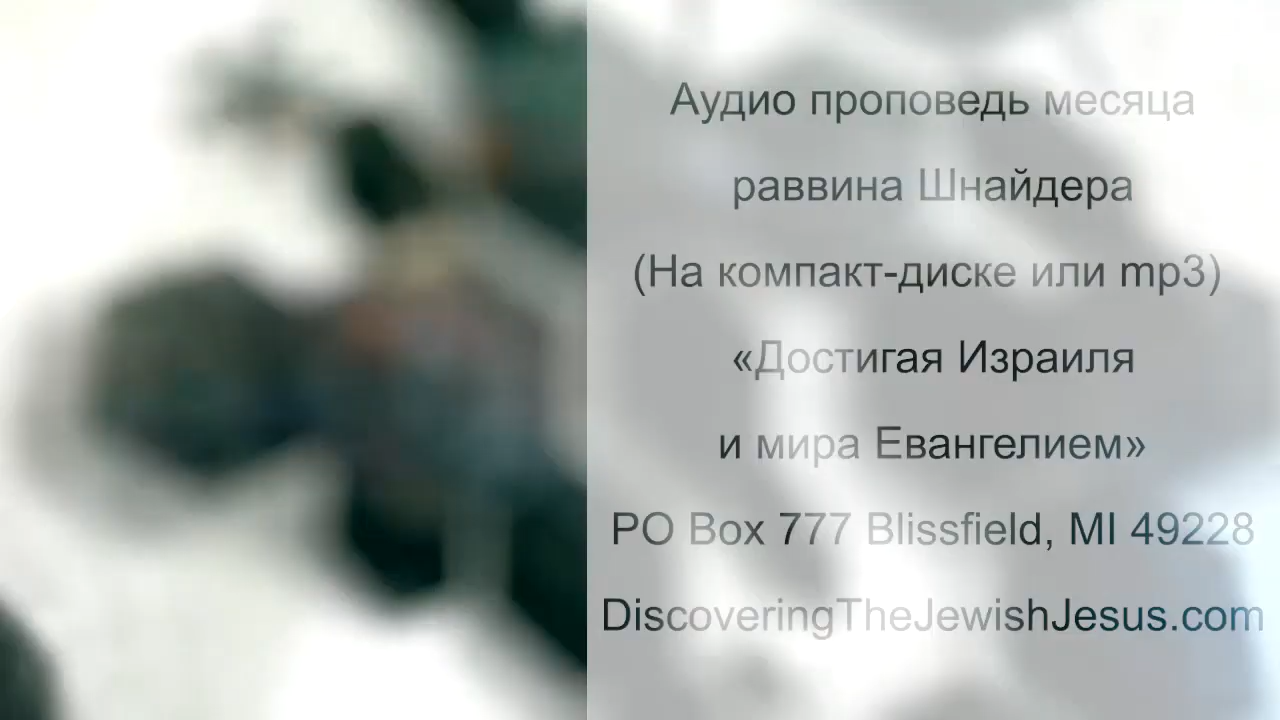 Аудио проповедь месяца
раввина Шнайдера
(На компакт-диске или mp3)
«Достигая Израиля
и мира Евангелием»
PO Box 777 Blissfield, MI 49228
DiscoveringTheJewishJesus.com